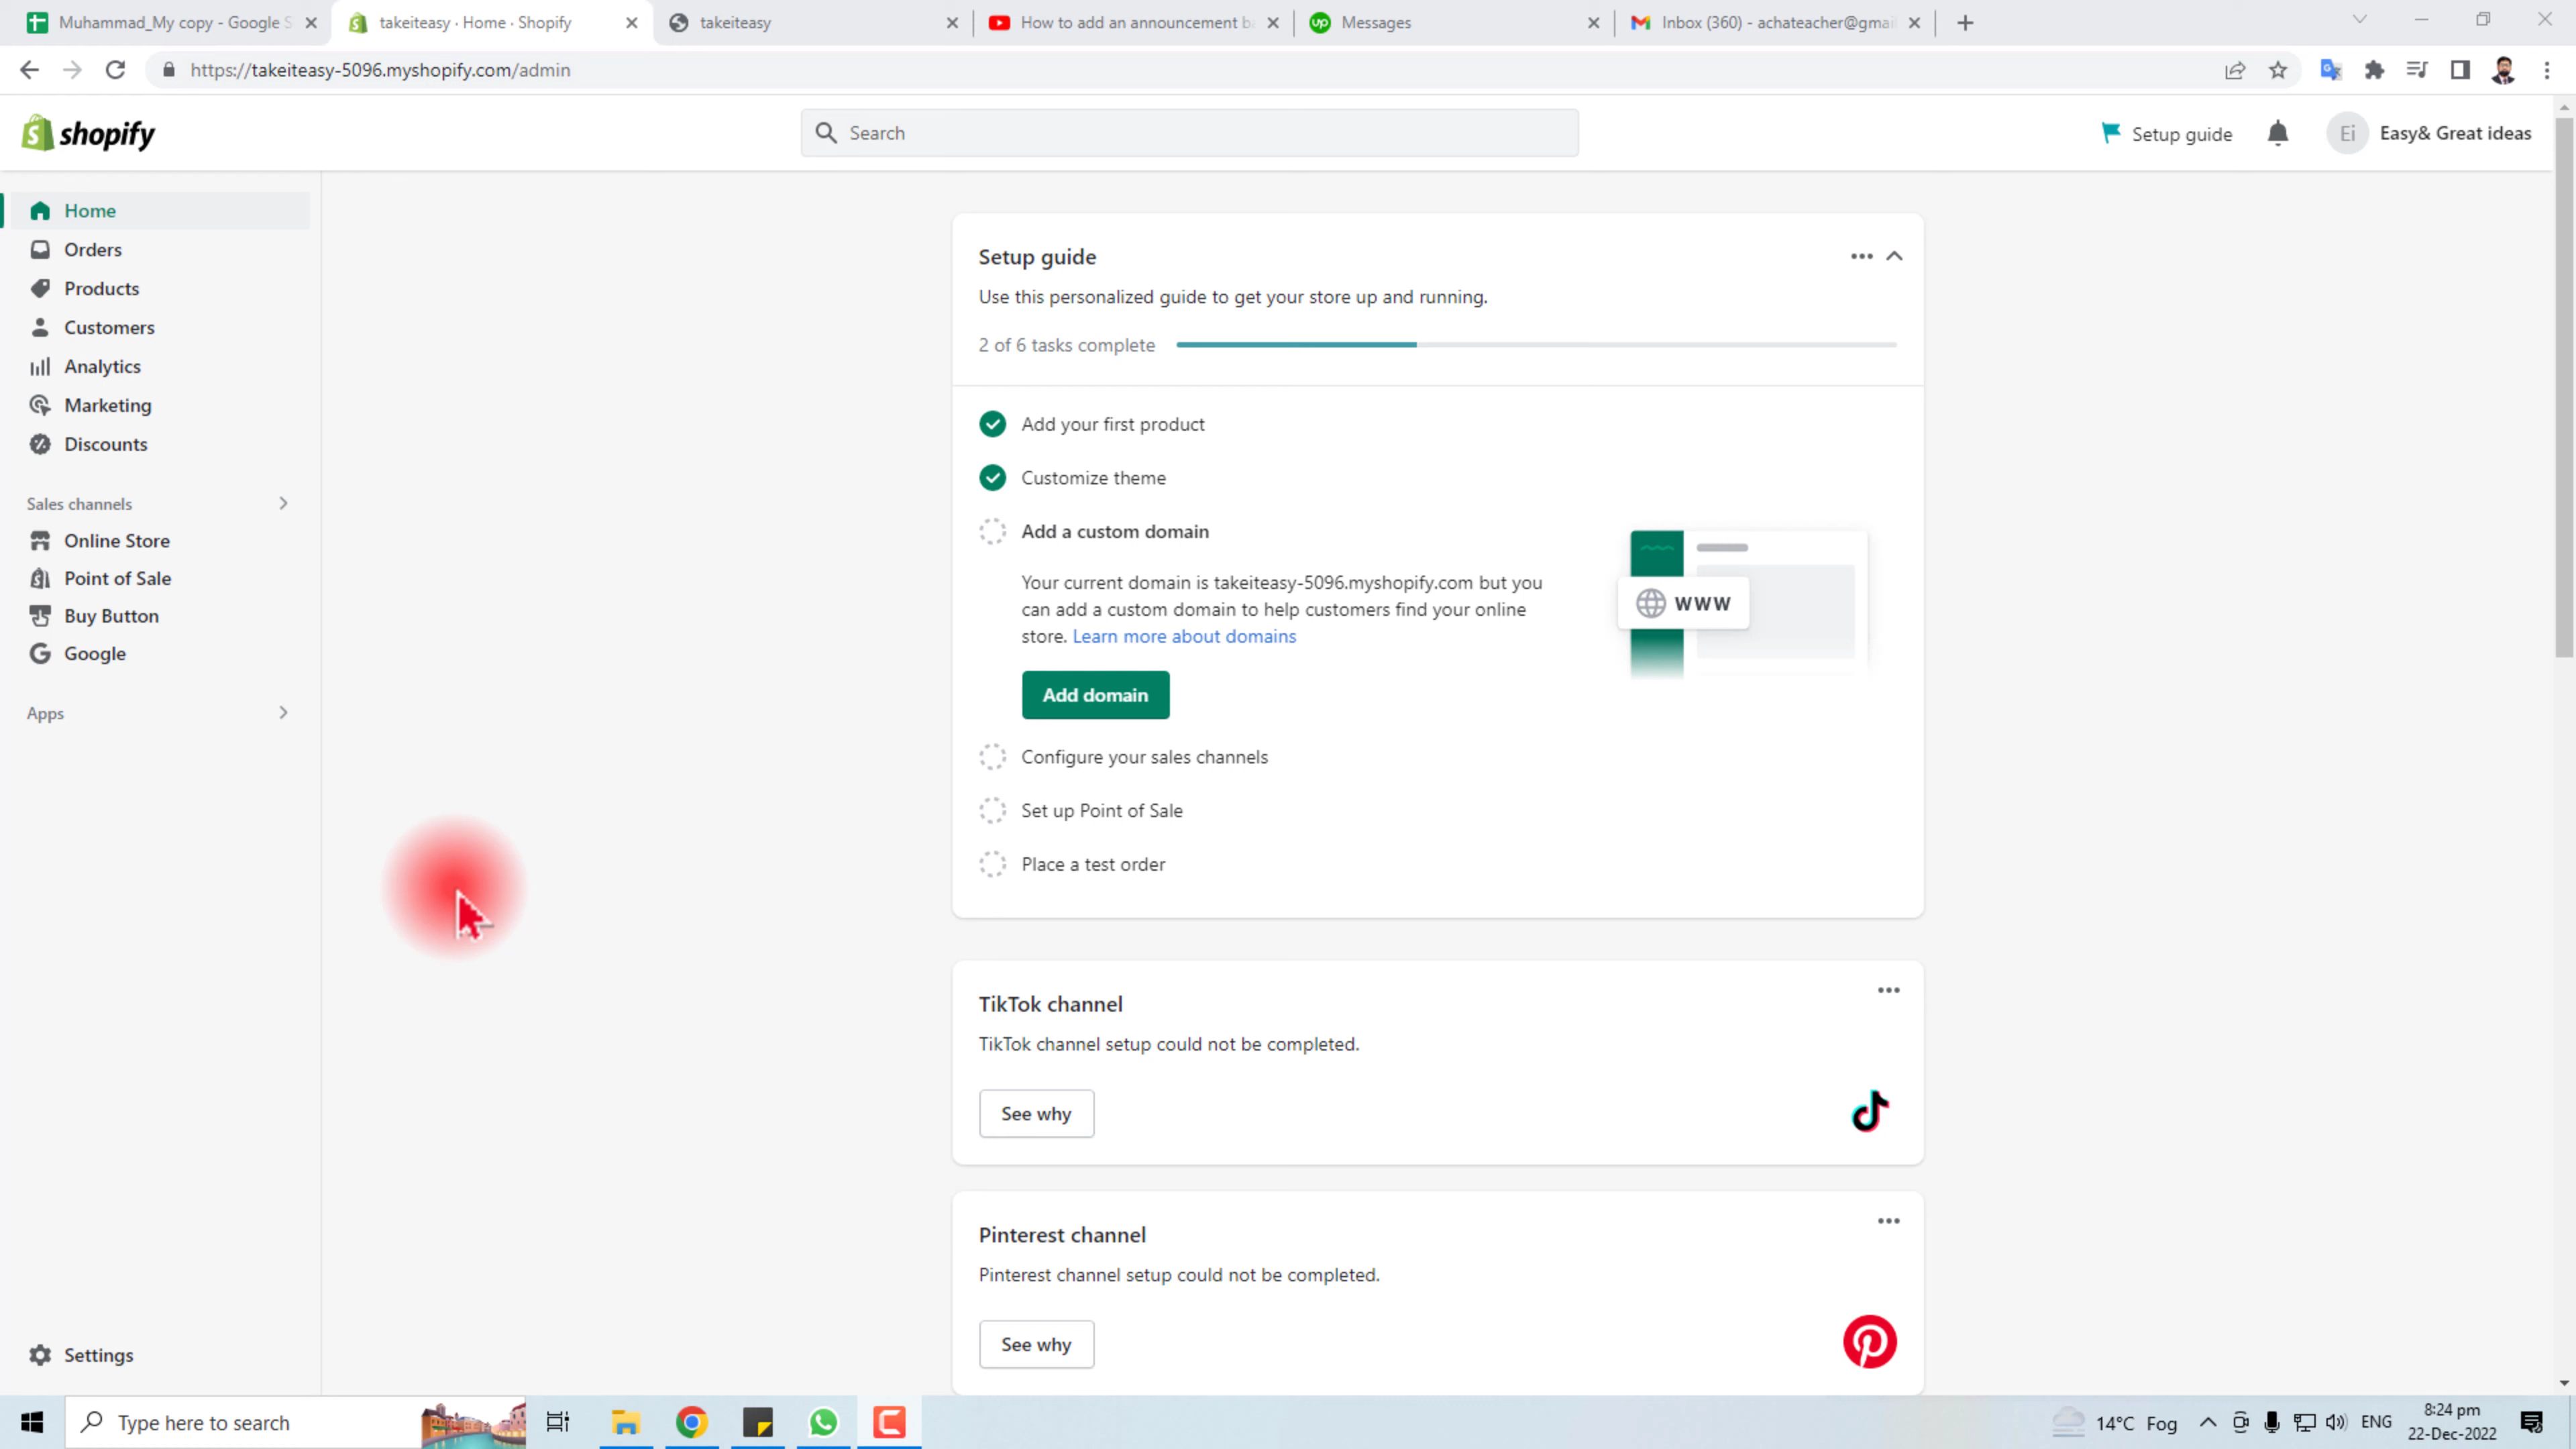 Muhammad_My copy - Google S
takeiteasy · Home · Shopify
takeiteasy
How to add an announcement ba
Messages
Inbox (360) - achateacher@gmai
https://takeiteasy-5096.myshopify.com/admin
shopify
Search
Setup guide
Ei
Easy& Great ideas
Home
Orders
Products
Customers
Analytics
Marketing
Discounts
Sales channels
Online Store
Point of Sale
Buy Button
Google
Apps
Settings
Setup guide
Use this personalized guide to get your store up and running.
2 of 6 tasks complete
Add your first product
Customize theme
Add a custom domain
Your current domain is takeiteasy-5096.myshopify.com but you
can add a custom domain to help customers find your online
store. Learn more about domains
www
Add domain
Configure your sales channels
Set up Point of Sale
Place a test order
TikTok channel
TikTok channel setup could not be completed.
See why
Pinterest channel
Pinterest channel setup could not be completed.
See why
Type here to search
14°C Fog
ENG
8:24 pm
22-Dec-2022